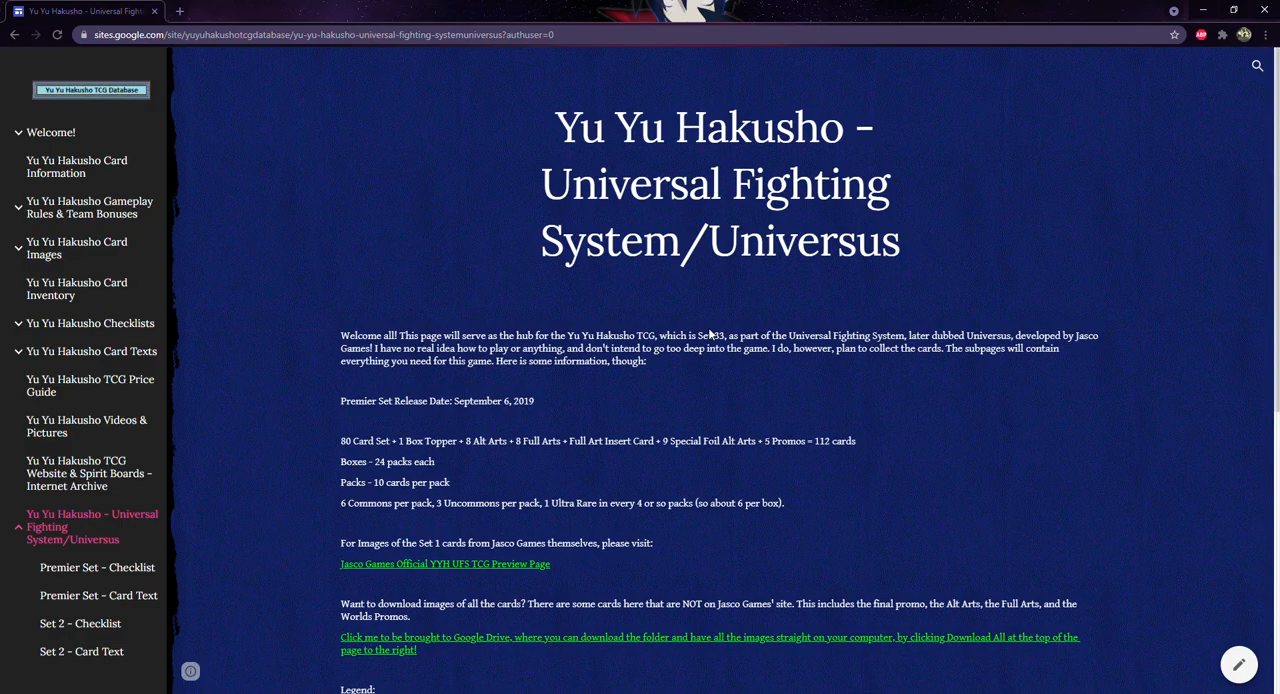 Yu Yu Hakusho - Universal Fight
sites.google.com/site/yuyuhakushotcgdatabase/yu-yu-hakusho-universal-fighting-systemuniversus?authuser=0
ABP
Yu Yu Hakusho TCG Database
Welcome!
Yu Yu Hakusho Card
Information
Yu Yu Hakusho Gameplay
Rules & Team Bonuses
Yu Yu Hakusho Card
Images
Yu Yu Hakusho Card
Inventory
Yu Yu Hakusho Checklists
Yu Yu Hakusho Card Texts
Yu Yu Hakusho TCG Price
Guide
Yu Yu Hakusho Videos &
Pictures
Yu Yu Hakusho TCG
Website & Spirit Boards -
Internet Archive
Yu Yu Hakusho - Universal
Fighting
System/Universus
Premier Set - Checklist
Premier Set - Card Text
Set 2 - Checklist
Set 2 - Card Text
Yu Yu Hakusho -
Universal Fighting
System/Universus
Welcome all! This page will serve as the hub for the Yu Yu Hakusho TCG, which is Set 33, as part of the Universal Fighting System, later dubbed Universus, developed by Jasco
Games! I have no real idea how to play or anything, and don't intend to go too deep into the game. I do, however, plan to collect the cards. The subpages will contain
everything you need for this game. Here is some information, though:
Premier Set Release Date: September 6, 2019
80 Card Set + 1 Box Topper + 8 Alt Arts + 8 Full Arts + Full Art Insert Card + 9 Special Foil Alt Arts + 5 Promos = 112 cards
Boxes - 24 packs each
Packs - 10 cards per pack
6 Commons per pack, 3 Uncommons per pack, 1 Ultra Rare in every 4 or so packs (so about 6 per box).
For Images of the Set 1 cards from Jasco Games themselves, please visit:
Jasco Games Official YYH UFS TCG Preview Page
Want to download images of all the cards? There are some cards here that are NOT on Jasco Games' site. This includes the final promo, the Alt Arts, the Full Arts, and the
Worlds Promos.
Click me to be brought to Google Drive, where you can download the folder and have all the images straight on your computer, by clicking Download All at the top of the
page to the right!
Legend: